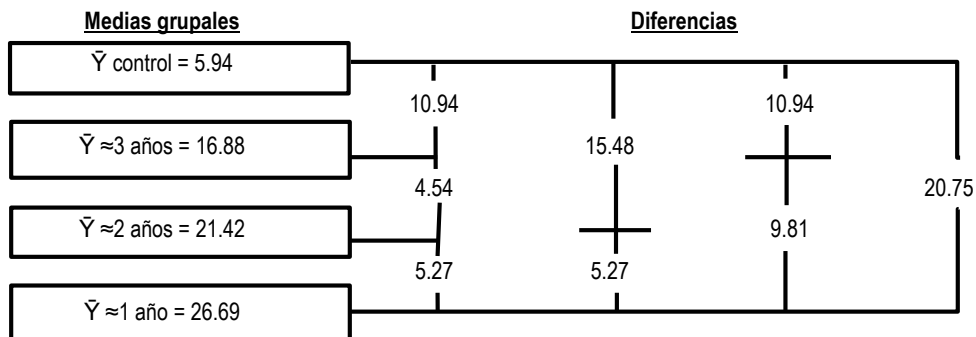 Medias grupales
Diferencias
Ȳ control = 5.94
10.94
10.94
Ȳ ≈3 años = 16.88
15.48
4.54
20.75
Ȳ ≈2 años = 21.42
9.81
5.27
5.27
Ȳ ≈1 año = 26.69